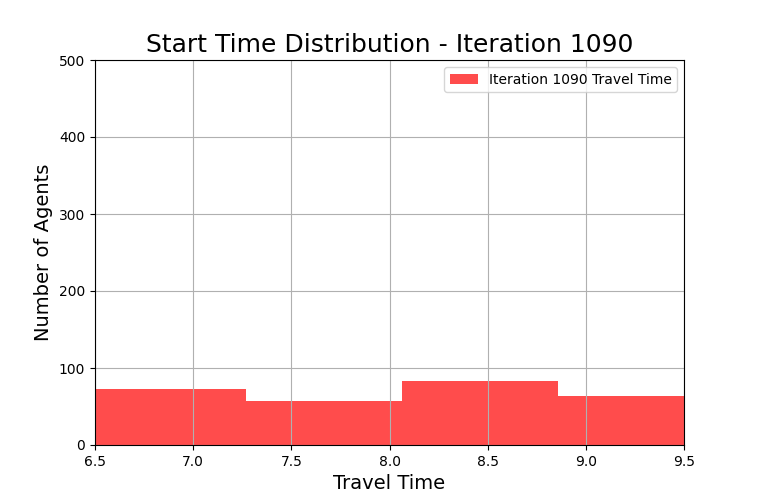 Start Time Distribution - Iteration 1090
500
400
300
200
100
0
Number of Agents
Iteration 1090 Travel Time
6.5 7.0 7.5 8.0 8.5 9.0 9.5
Travel Time